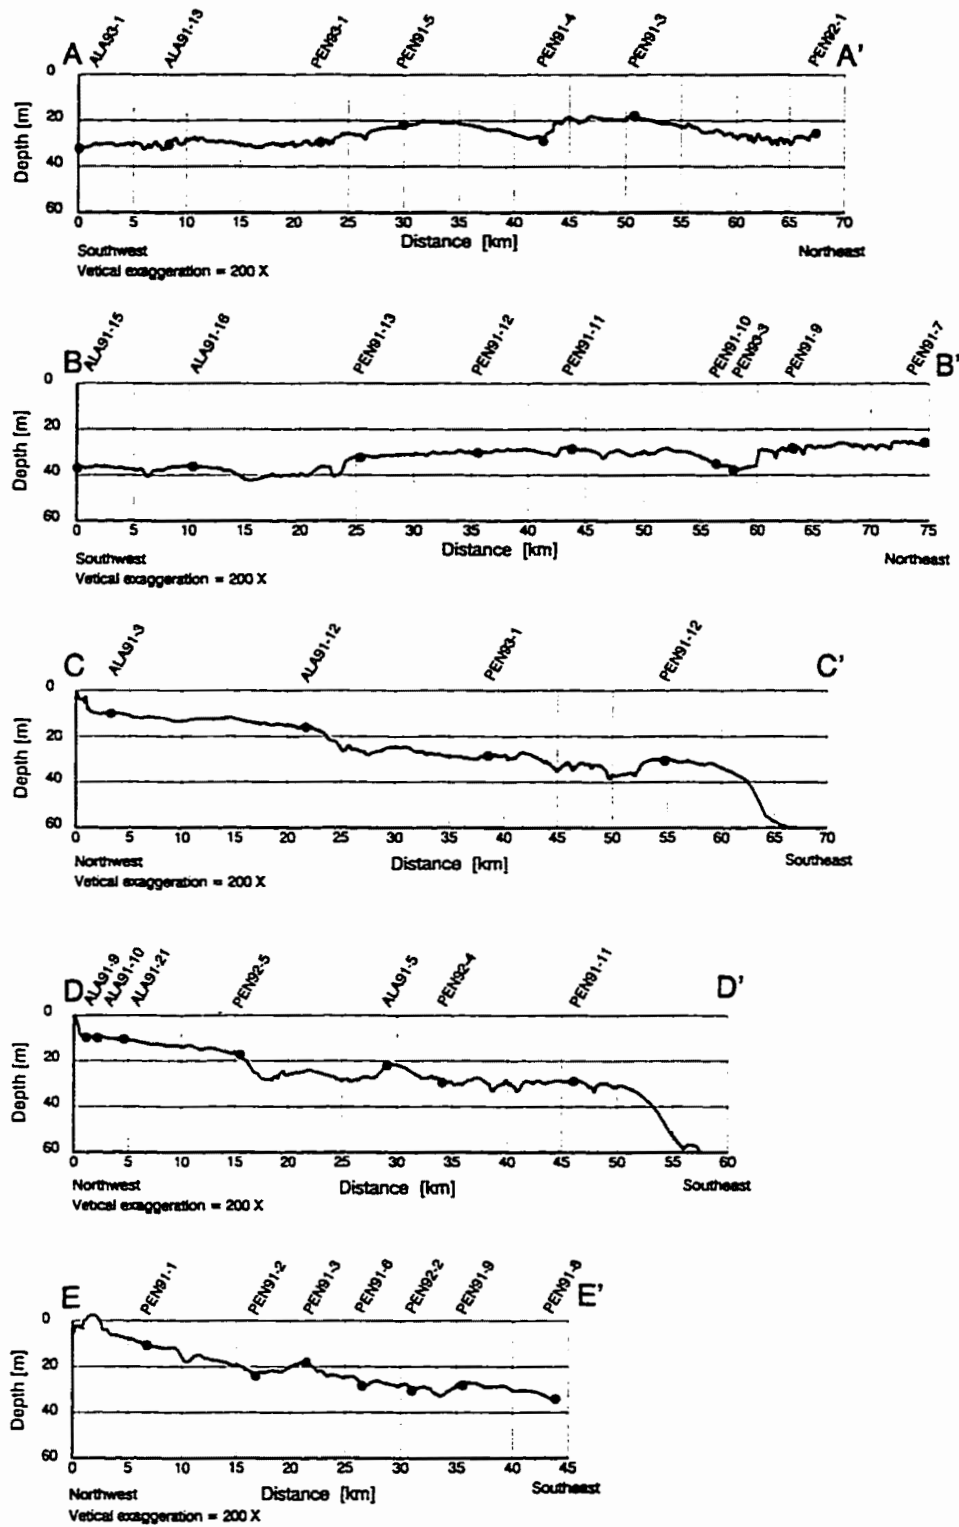 A ALA93-1 ALA91-13 PEN93-1 PEN91-5 PEN91-4 PEN91-3 PEN92-1 A'
0
20
40
60
Depth [m]
0 5 10 15 20 25 30 35 40 45 50 55 60 65 70
Southwest Distance [km] Northeast
Vetical exaggeration = 200 X
B ALA91-15 ALA91-16 PEN91-13 PEN91-12 PEN91-11 PEN91-10 PEN93-3 PEN91-9 PEN91-7 B'
0
20
40
60
Depth [m]
0 5 10 15 20 25 30 35 40 45 50 55 60 65 70 75
Southwest Distance [km] Northeast
Vetical exaggeration = 200 X
C ALA91-3 ALA91-12 PEN93-1 PEN91-12 C'
0
20
40
60
Depth [m]
0 5 10 15 20 25 30 35 40 45 50 55 60 65 70
Northwest Distance [km] Southeast
Vetical exaggeration = 200 X
D ALA91-9 ALA91-10 ALA91-21 PEN92-5 ALA91-5 PEN92-4 PEN91-11 D'
0
20
40
60
Depth [m]
0 5 10 15 20 25 30 35 40 45 50 55 60
Northwest Distance [km] Southeast
Vetical exaggeration = 200 X
E PEN91-1 PEN91-2 PEN91-3 PEN91-6 PEN92-2 PEN91-9 PEN91-8 E'
0
20
40
60
Depth [m]
0 5 10 15 20 25 30 35 40 45
Northwest Distance [km] Southeast
Vetical exaggeration = 200 X